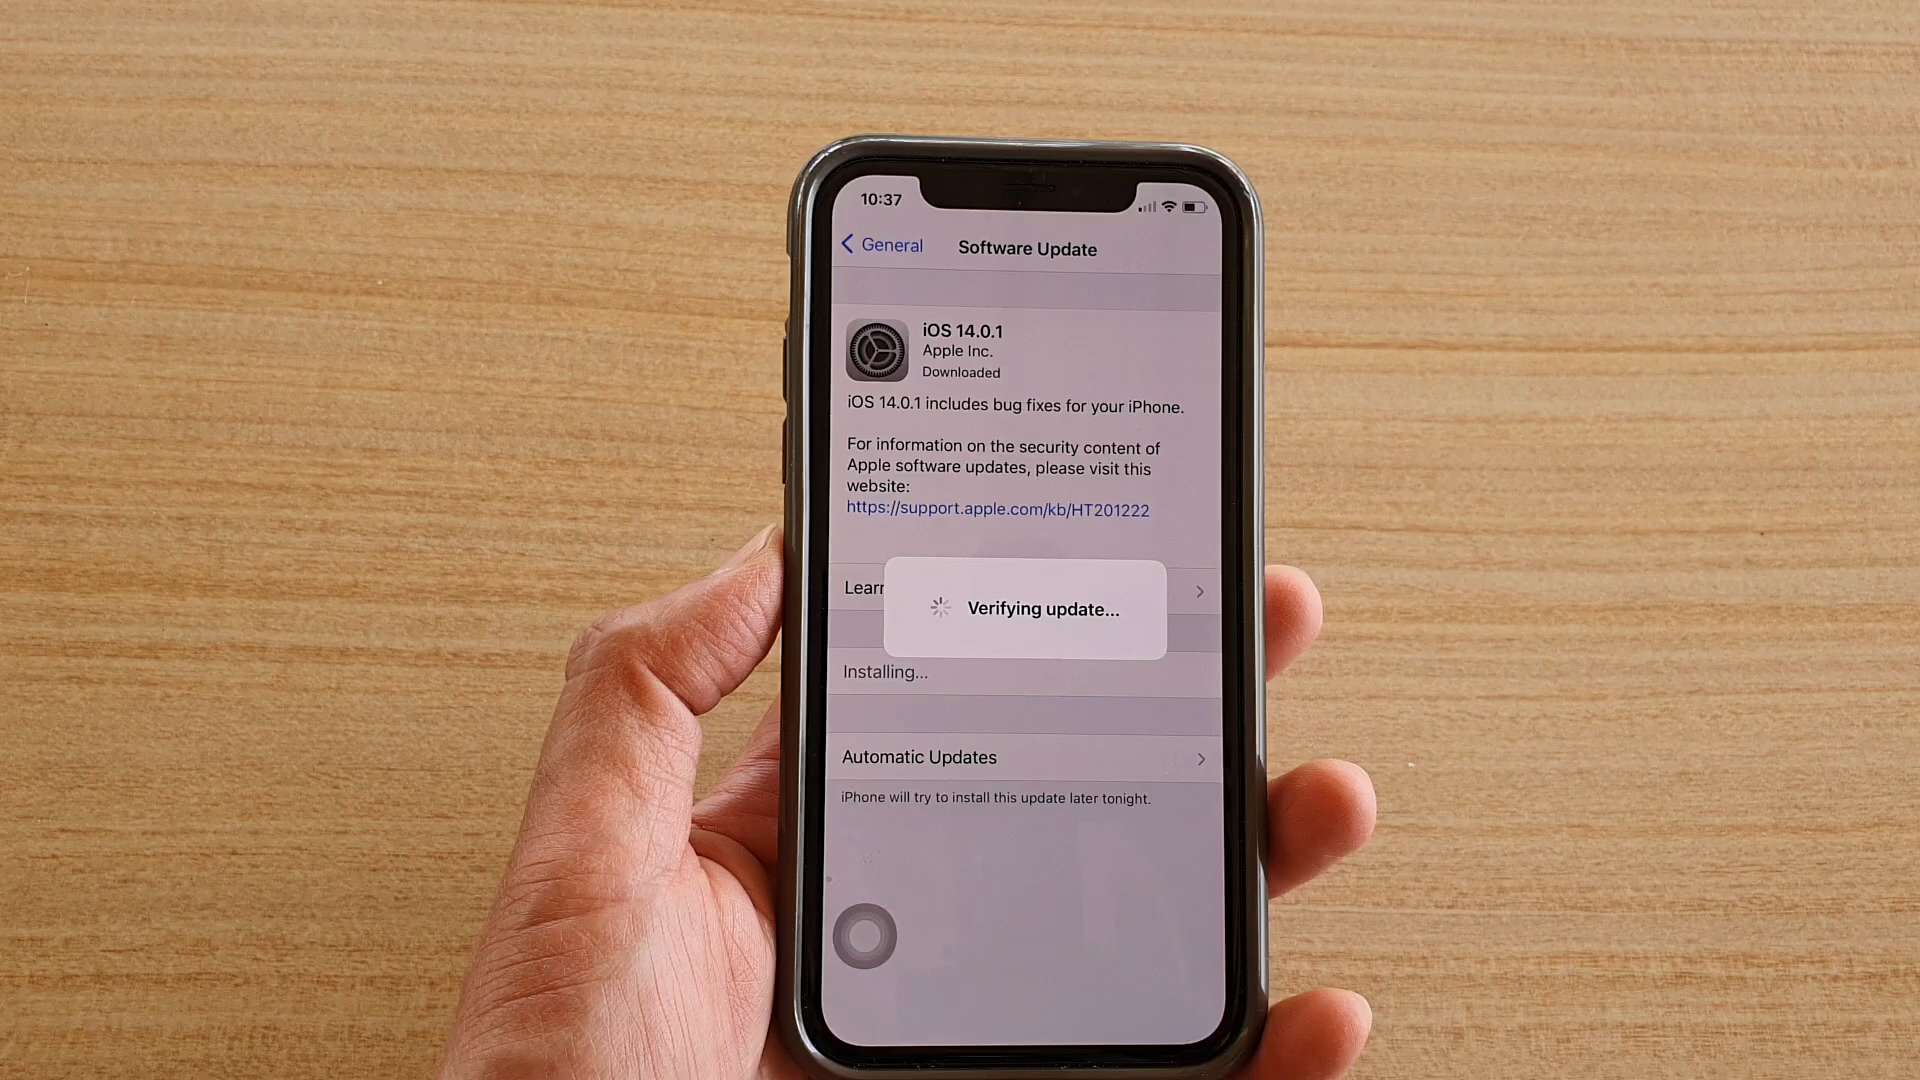 10:37
General
Software Update
iOS 14.0.1
Apple Inc.
Downloaded
iOS 14.0.1 includes bug fixes for your iPhone.
For information on the security content of
Apple software updates, please visit this
website:
https://support.apple.com/kb/HT201222
Lear
Verifying update...
Installing...
Automatic Updates
iPhone will try to install this update later tonight.